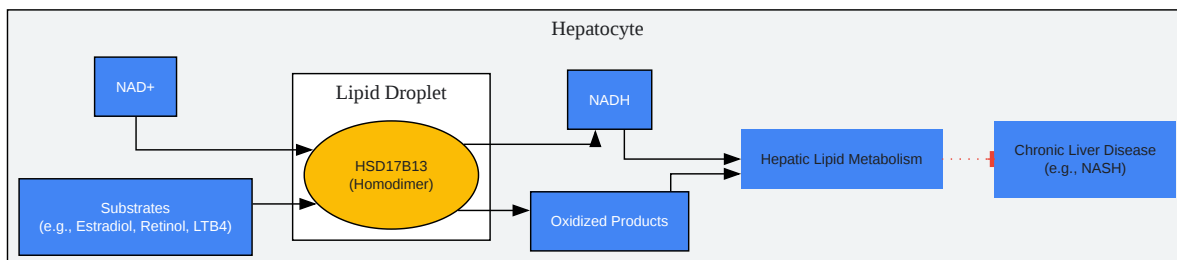 Hepatocyte
NAD+
Lipid Droplet
NADH
HSD17B13
(Homodimer)
Hepatic Lipid Metabolism
Chronic Liver Disease
(e.g., NASH)
Substrates
(e.g., Estradiol, Retinol, LTB4)
Oxidized Products